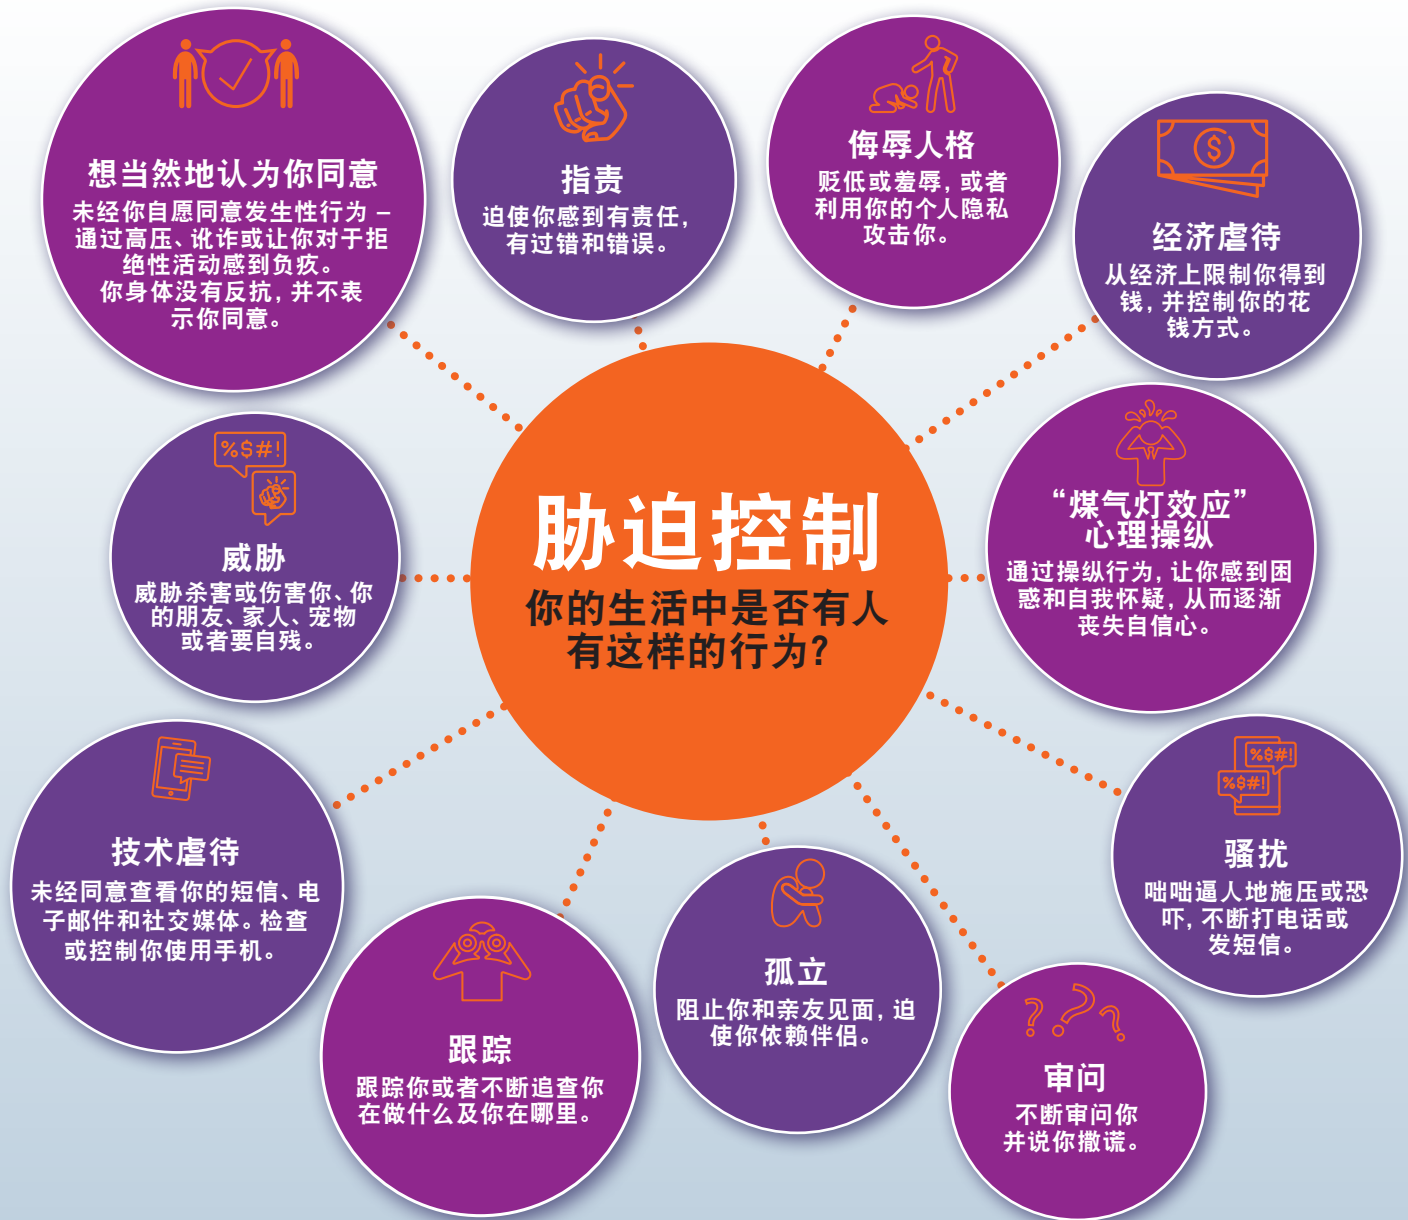 想当然地认为你同意
未经你自愿同意发生性行为 –
通过高压、讹诈或让你对于拒
绝性活动感到负疚。
你身体没有反抗，并不表
示你同意。
指责
迫使你感到有责任，
有过错和错误。
侮辱人格
贬低或羞辱，或者
利用你的个人隐私
攻击你。
经济虐待
从经济上限制你得到
钱，并控制你的花
钱方式。
胁迫控制
你的生活中是否有人
有这样的行为?
%$#!
威胁
威胁杀害或伤害你、你
的朋友、家人、宠物
或者要自残。
“煤气灯效应”
心理操纵
通过操纵行为，让你感到困
惑和自我怀疑，从而逐渐
丧失自信心。
技术虐待
未经同意查看你的短信、电
子邮件和社交媒体。检查
或控制你使用手机。
%$#!
%$#!
骚扰
咄咄逼人地施压或恐
吓，不断打电话或
发短信。
跟踪
跟踪你或者不断追查你
在做什么及你在哪里。
孤立
阻止你和亲友见面，迫
使你依赖伴侣。
???
审问
不断审问你
并说你撒谎。